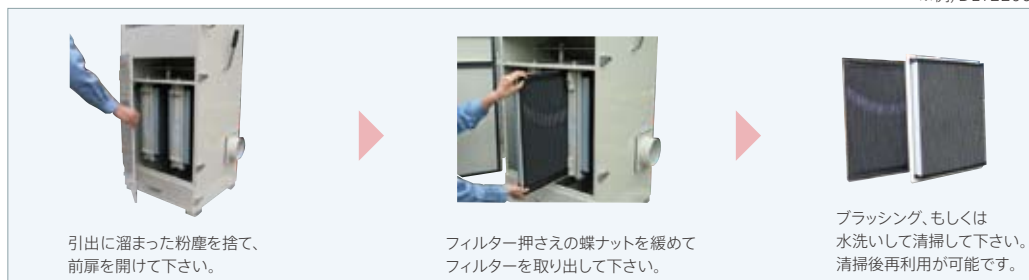 引出に溜まった粉塵を捨て、
前扉を開けて下さい。
フィルター押さえの蝶ナットを緩めて
フィルターを取り出して下さい。
ブラッシング、もしくは
水洗いして清掃して下さい。
清掃後再利用が可能です。